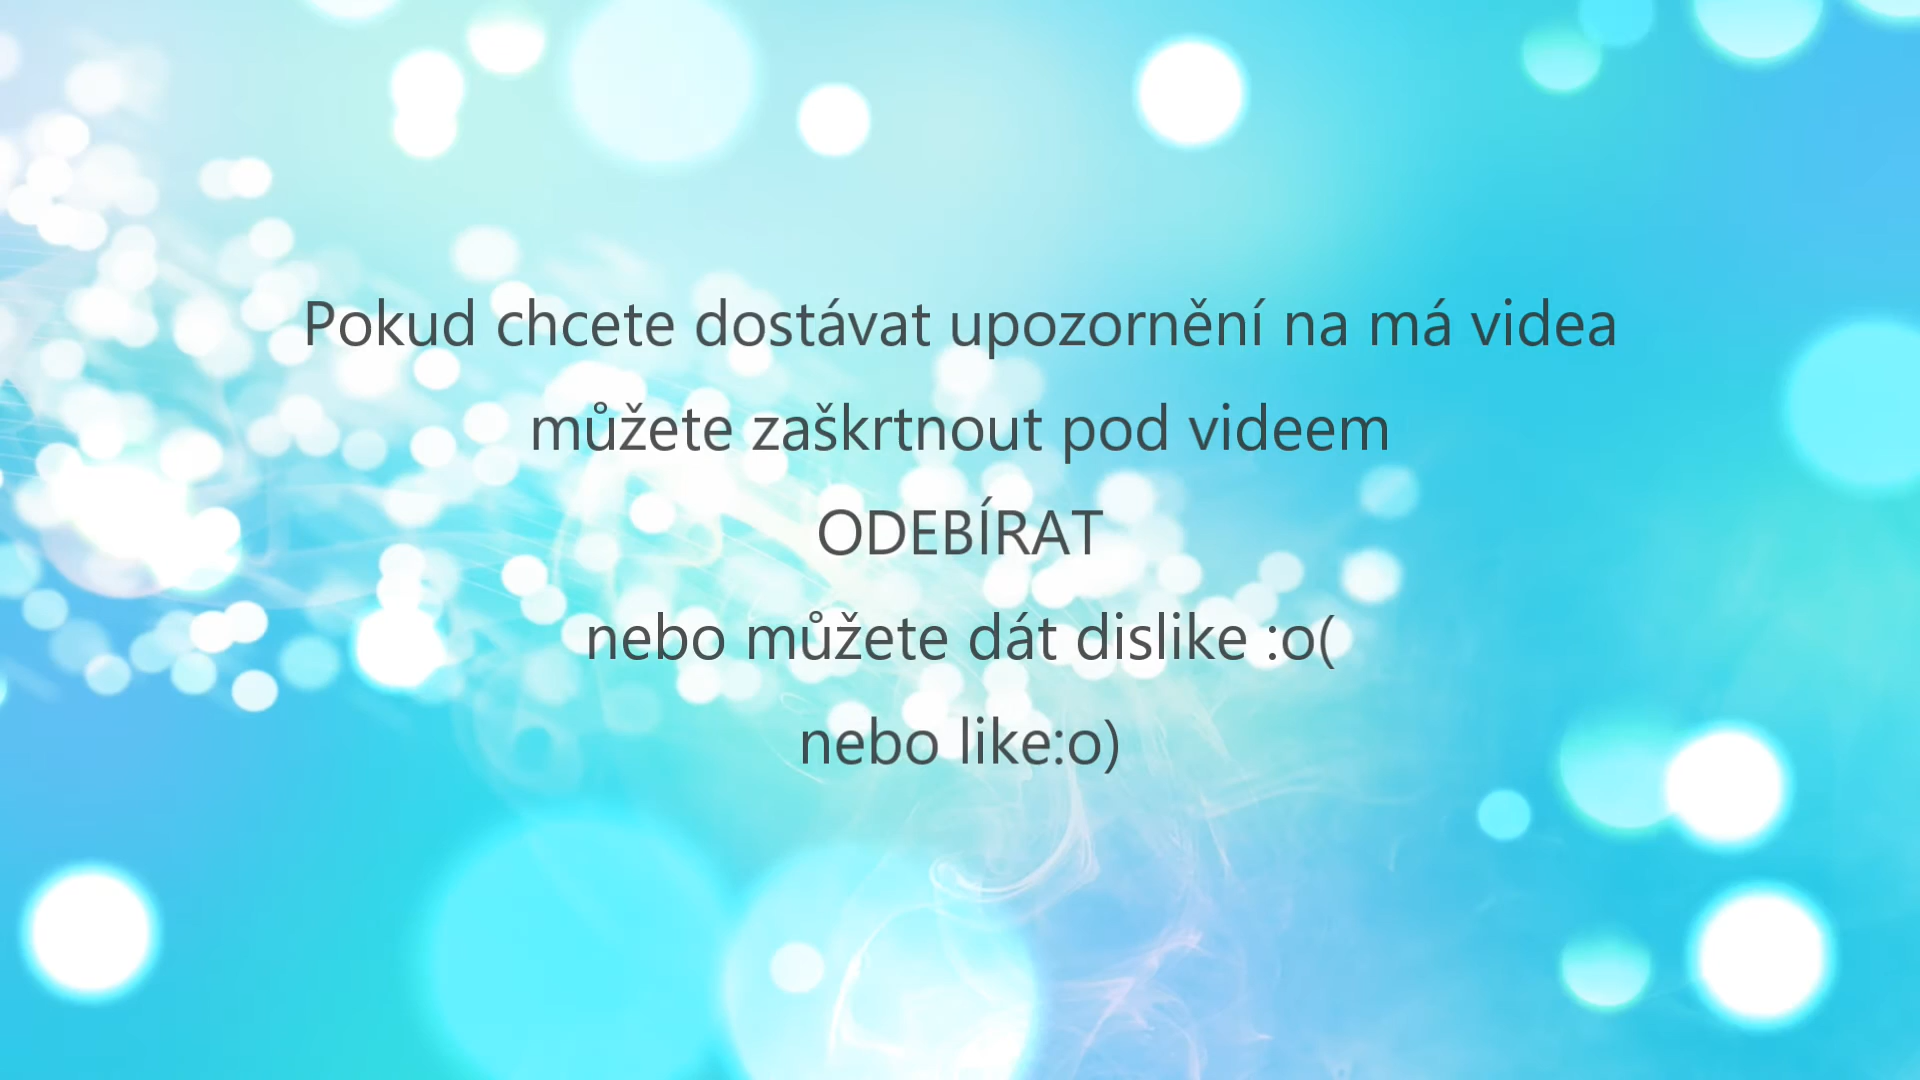 Pokud chcete dostávat upozornění na má videa
můžete zaškrtnout pod videem
ODEBÍRAT
nebo můžete dát dislike :o(
nebo like:o)